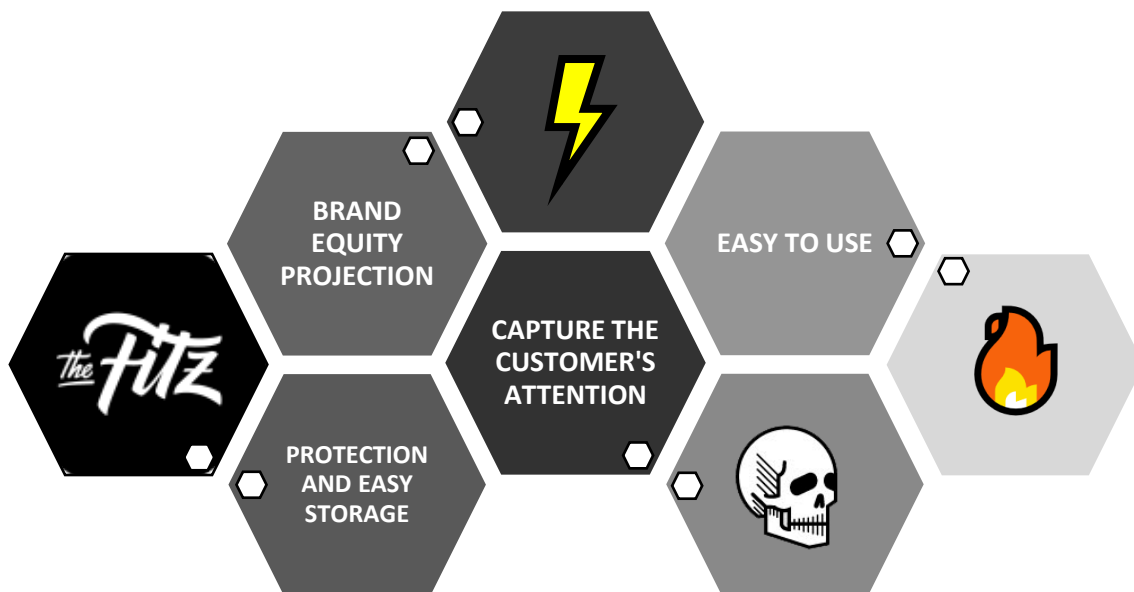 the Fitz
BRAND
EQUITY
PROJECTION
PROTECTION
AND EASY
STORAGE
CAPTURE THE
CUSTOMER'S
ATTENTION
EASY TO USE